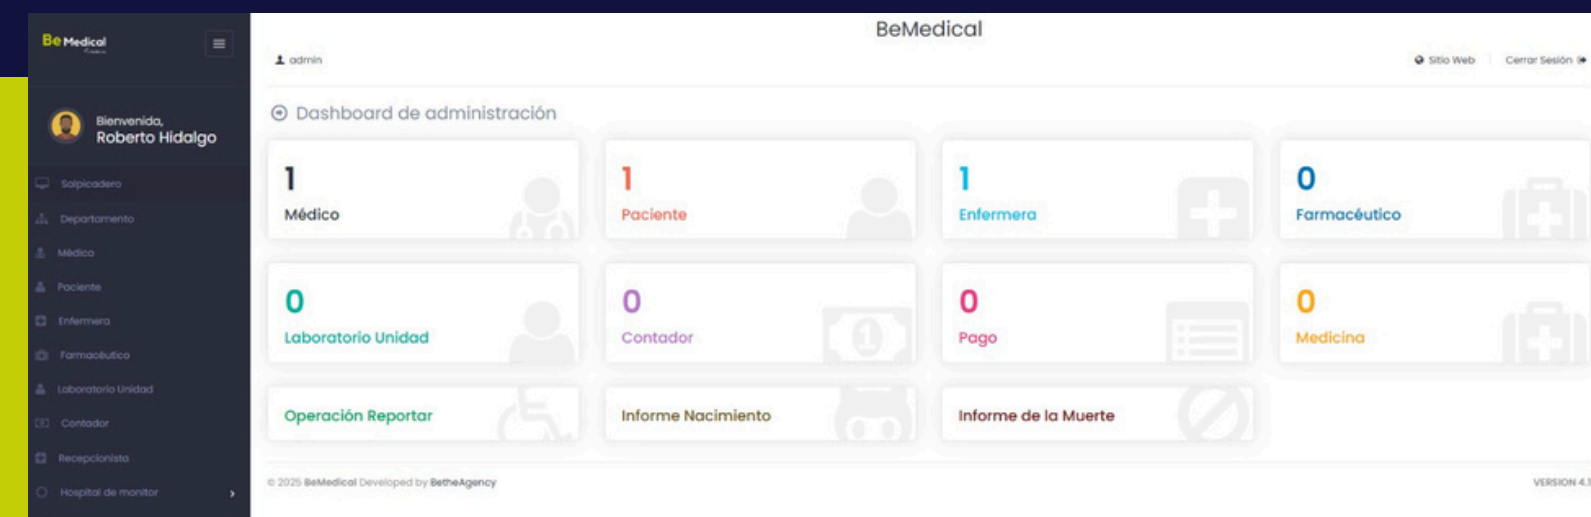 Be Medical
BeMedical
admin
Sitio Web
Cerrar Sesión
Bienvenida,
Roberto Hidalgo
Dashboard de administración
Salpicadero
Departamento
Médico
Paciente
Enfermera
Farmacéutico
Laboratorio Unidad
Contador
Recepcionista
Hospital de monitor
1
Médico
1
Paciente
1
Enfermera
0
Farmacéutico
0
Laboratorio Unidad
0
Contador
0
Pago
0
Medicina
Operación Reportar
Informe Nacimiento
Informe de la Muerte
© 2025 BeMedical Developed by BetheAgency
VERSION 4.1